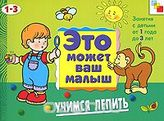 1-3
Занятия
с детьми
от 1 года
до 3 лет
Это
может
ваш
малыш
УЧИМСЯ ЛЕПИТЬ